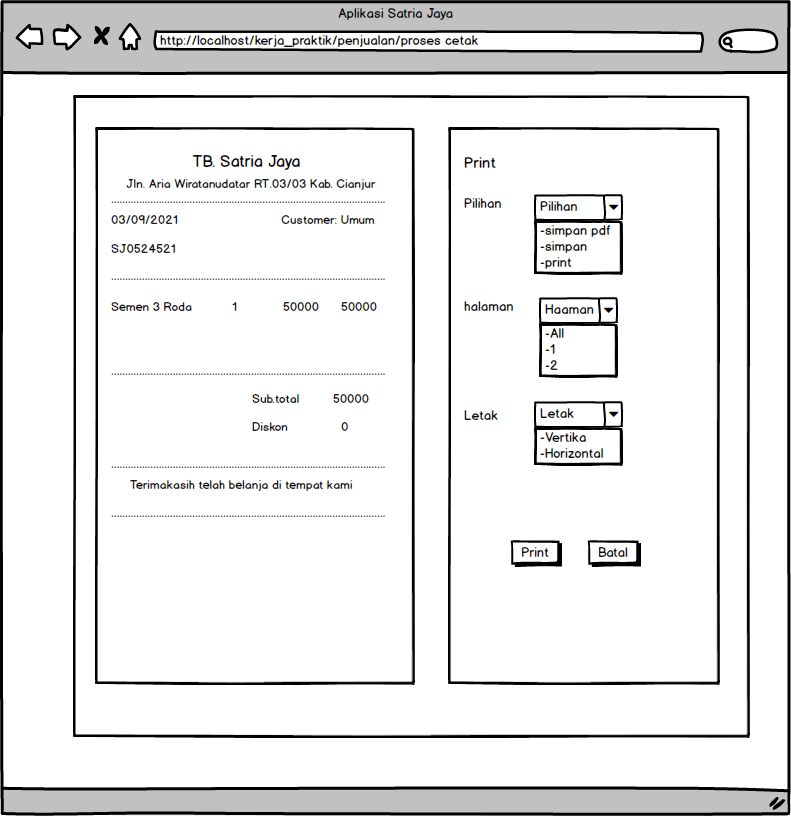 Aplikasi Satria Jaya
http://localhost/kerja_praktik/penjualan/proses cetak
TB. Satria Jaya
Jln. Aria Wiratanudatar RT.03/03 Kab. Cianjur
03/09/2021 Customer: Umum
SJ0524521
Semen 3 Roda 1 50000 50000
Sub.total 50000
Diskon 0
Terimakasih telah belanja di tempat kami
Print
Pilihan Pilihan
-simpan pdf
-simpan
-print
halaman Haaman
-All
-1
-2
Letak Letak
-Vertika
-Horizontal
Print Batal